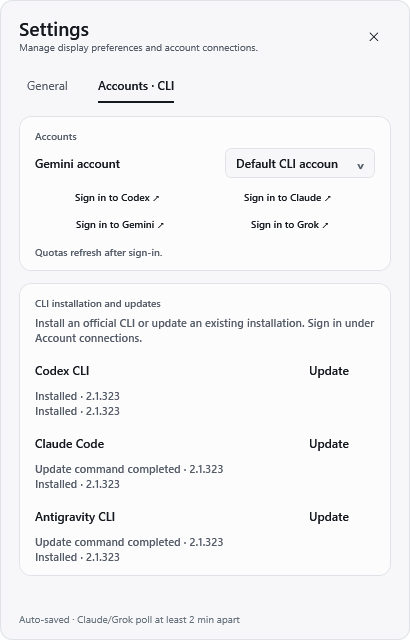 Settings
Manage display preferences and account connections.
General
Accounts · CLI
Accounts
Gemini account
Default CLI accoun
Sign in to Codex ↗
Sign in to Claude ↗
Sign in to Gemini ↗
Sign in to Grok ↗
Quotas refresh after sign-in.
CLI installation and updates
Install an official CLI or update an existing installation. Sign in under
Account connections.
Codex CLI
Update
Installed · 2.1.323
Installed · 2.1.323
Claude Code
Update
Update command completed · 2.1.323
Installed · 2.1.323
Antigravity CLI
Update
Update command completed · 2.1.323
Installed · 2.1.323
Auto-saved · Claude/Grok poll at least 2 min apart